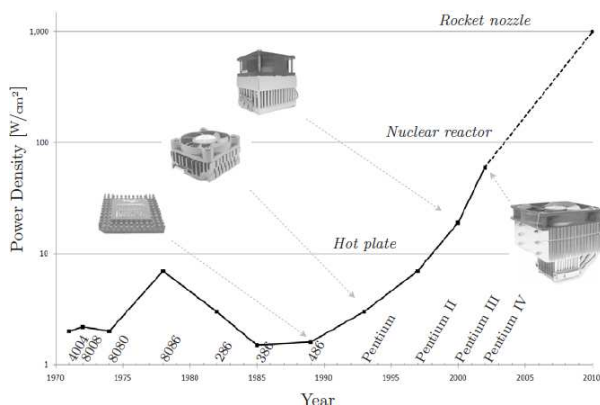 Rocket nozzle
1,000
Power Density [W/cm²]
Nuclear reactor
100
Hot plate
10
4004
8008
8080
8086
286
386
486
Pentium
Pentium II
Pentium III
Pentium IV
1
1970
1975
1980
1985
1990
1995
2000
2005
2010
Year